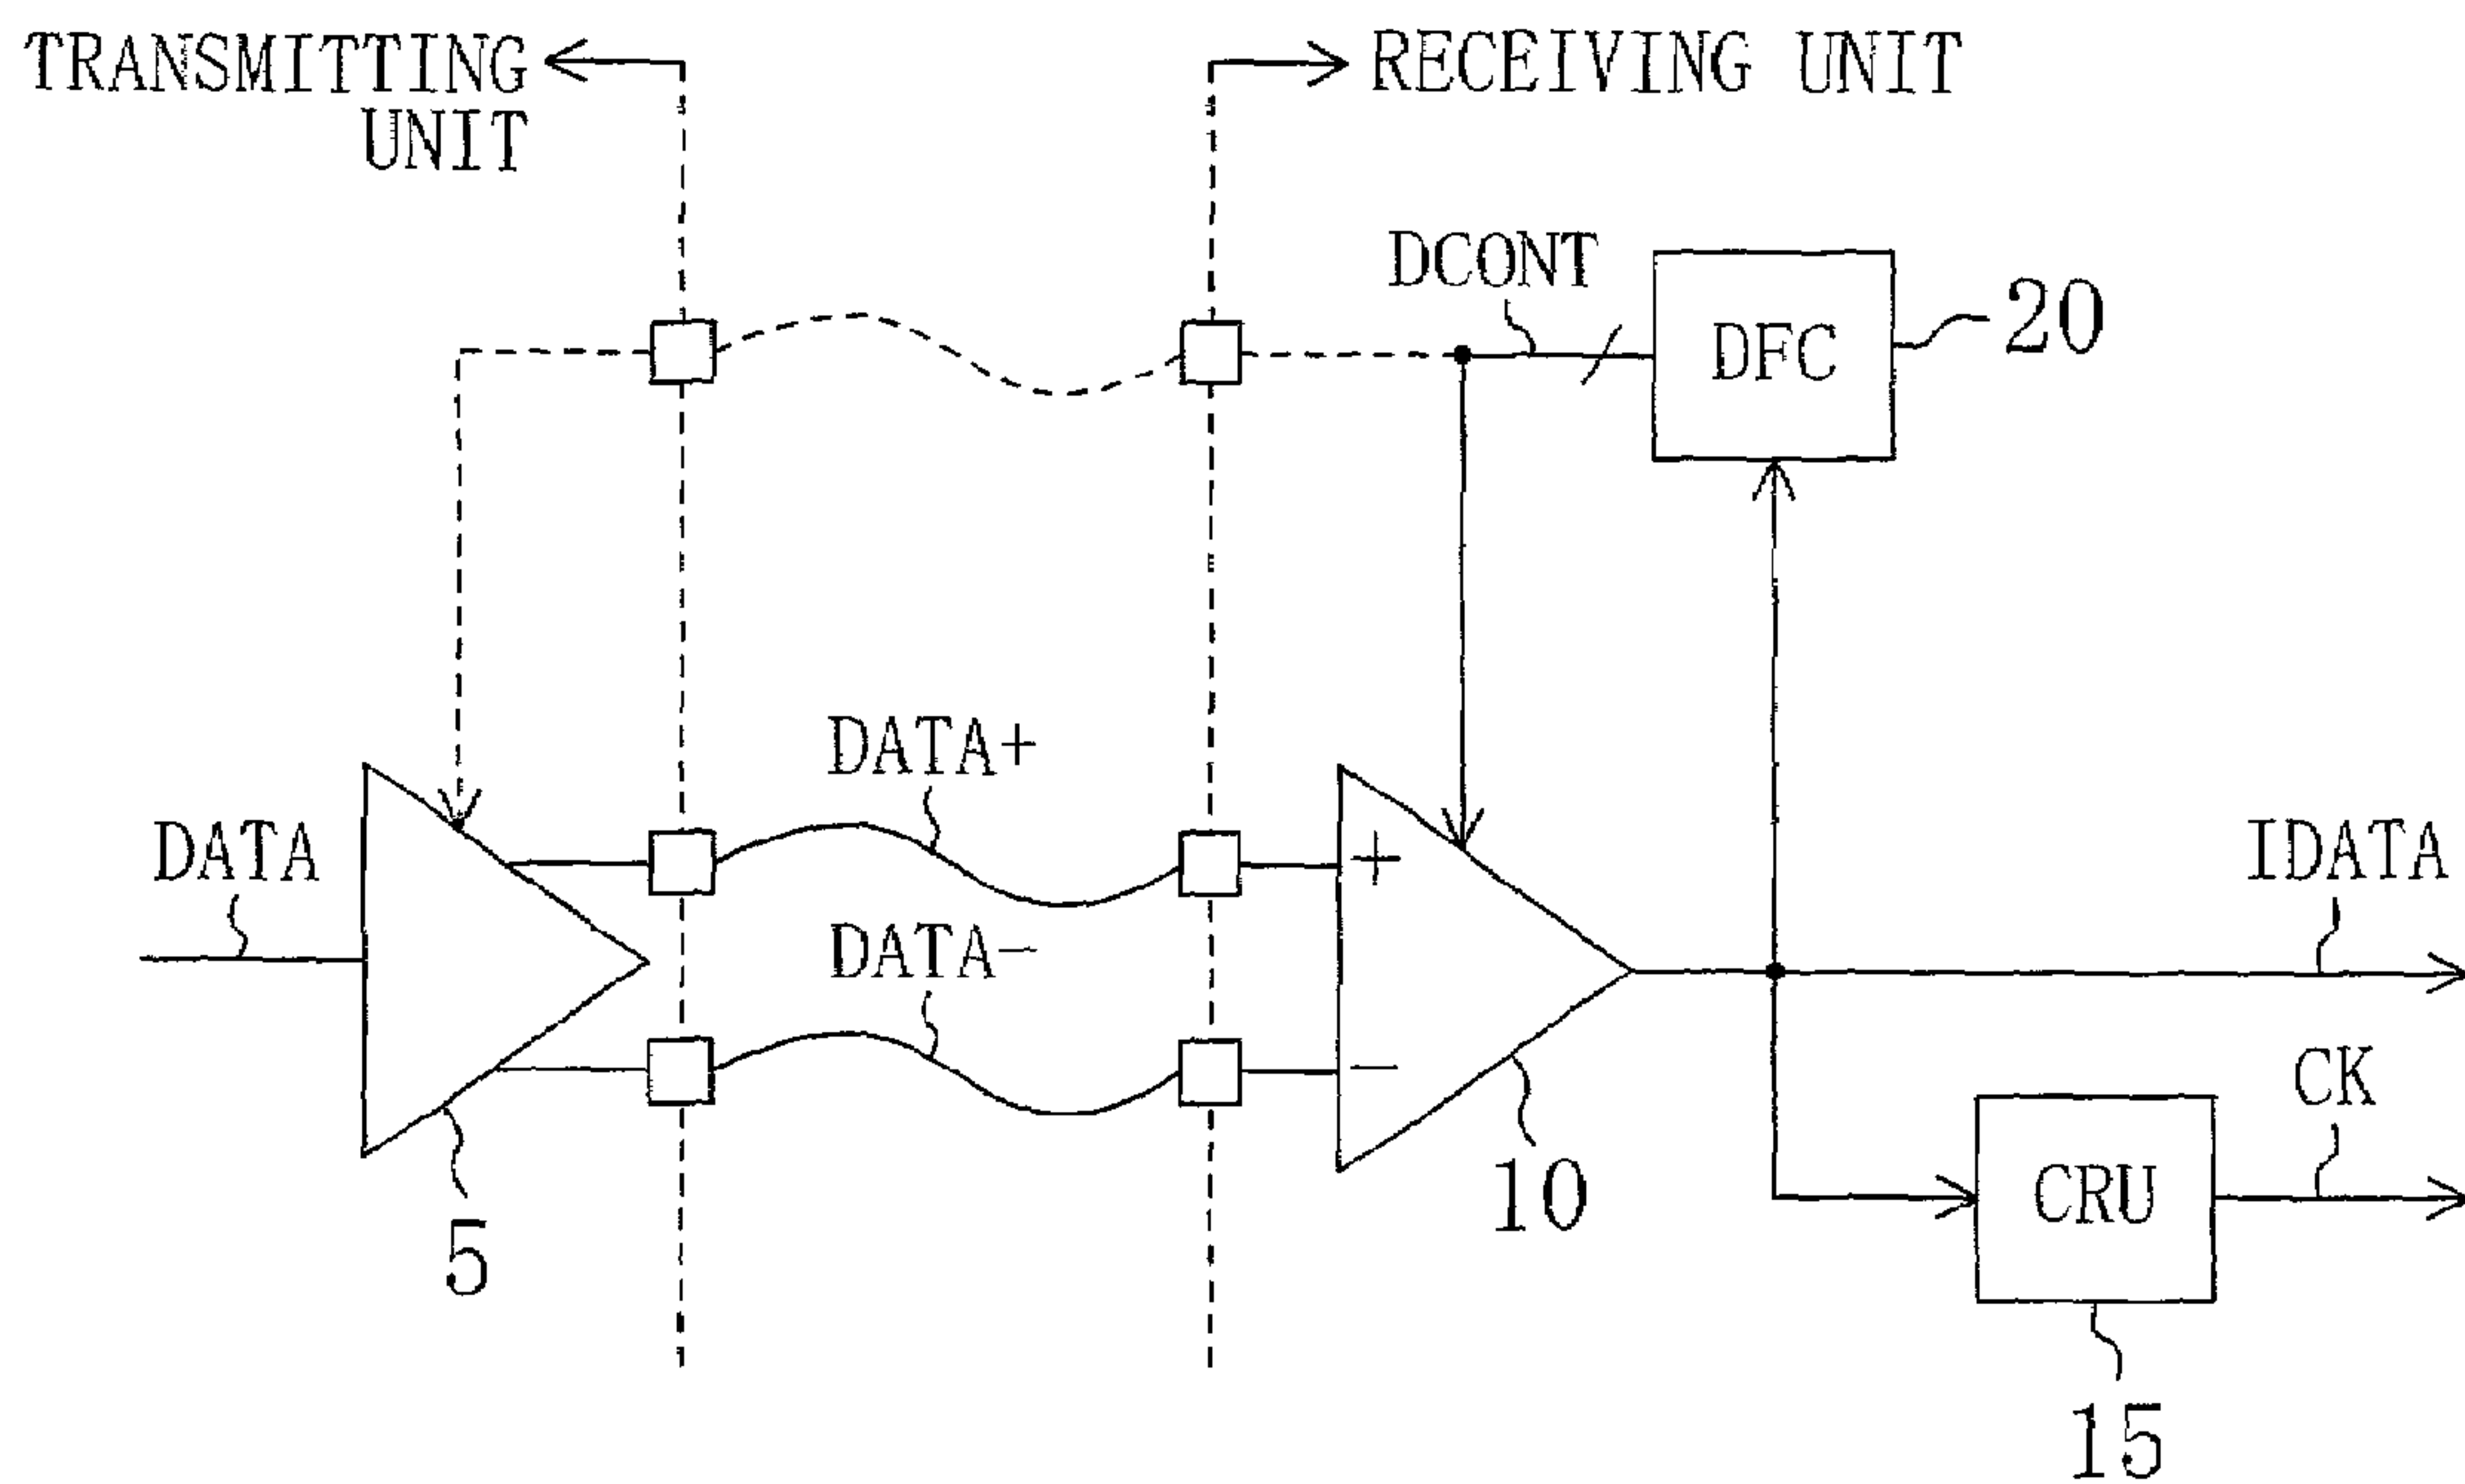 TRANSMITTING
UNIT
RECEIVING UNIT
DCONT
DFC
20
DATA+
DATA
+
IDATA
DATA-
-
CK
10
CRU
5
15